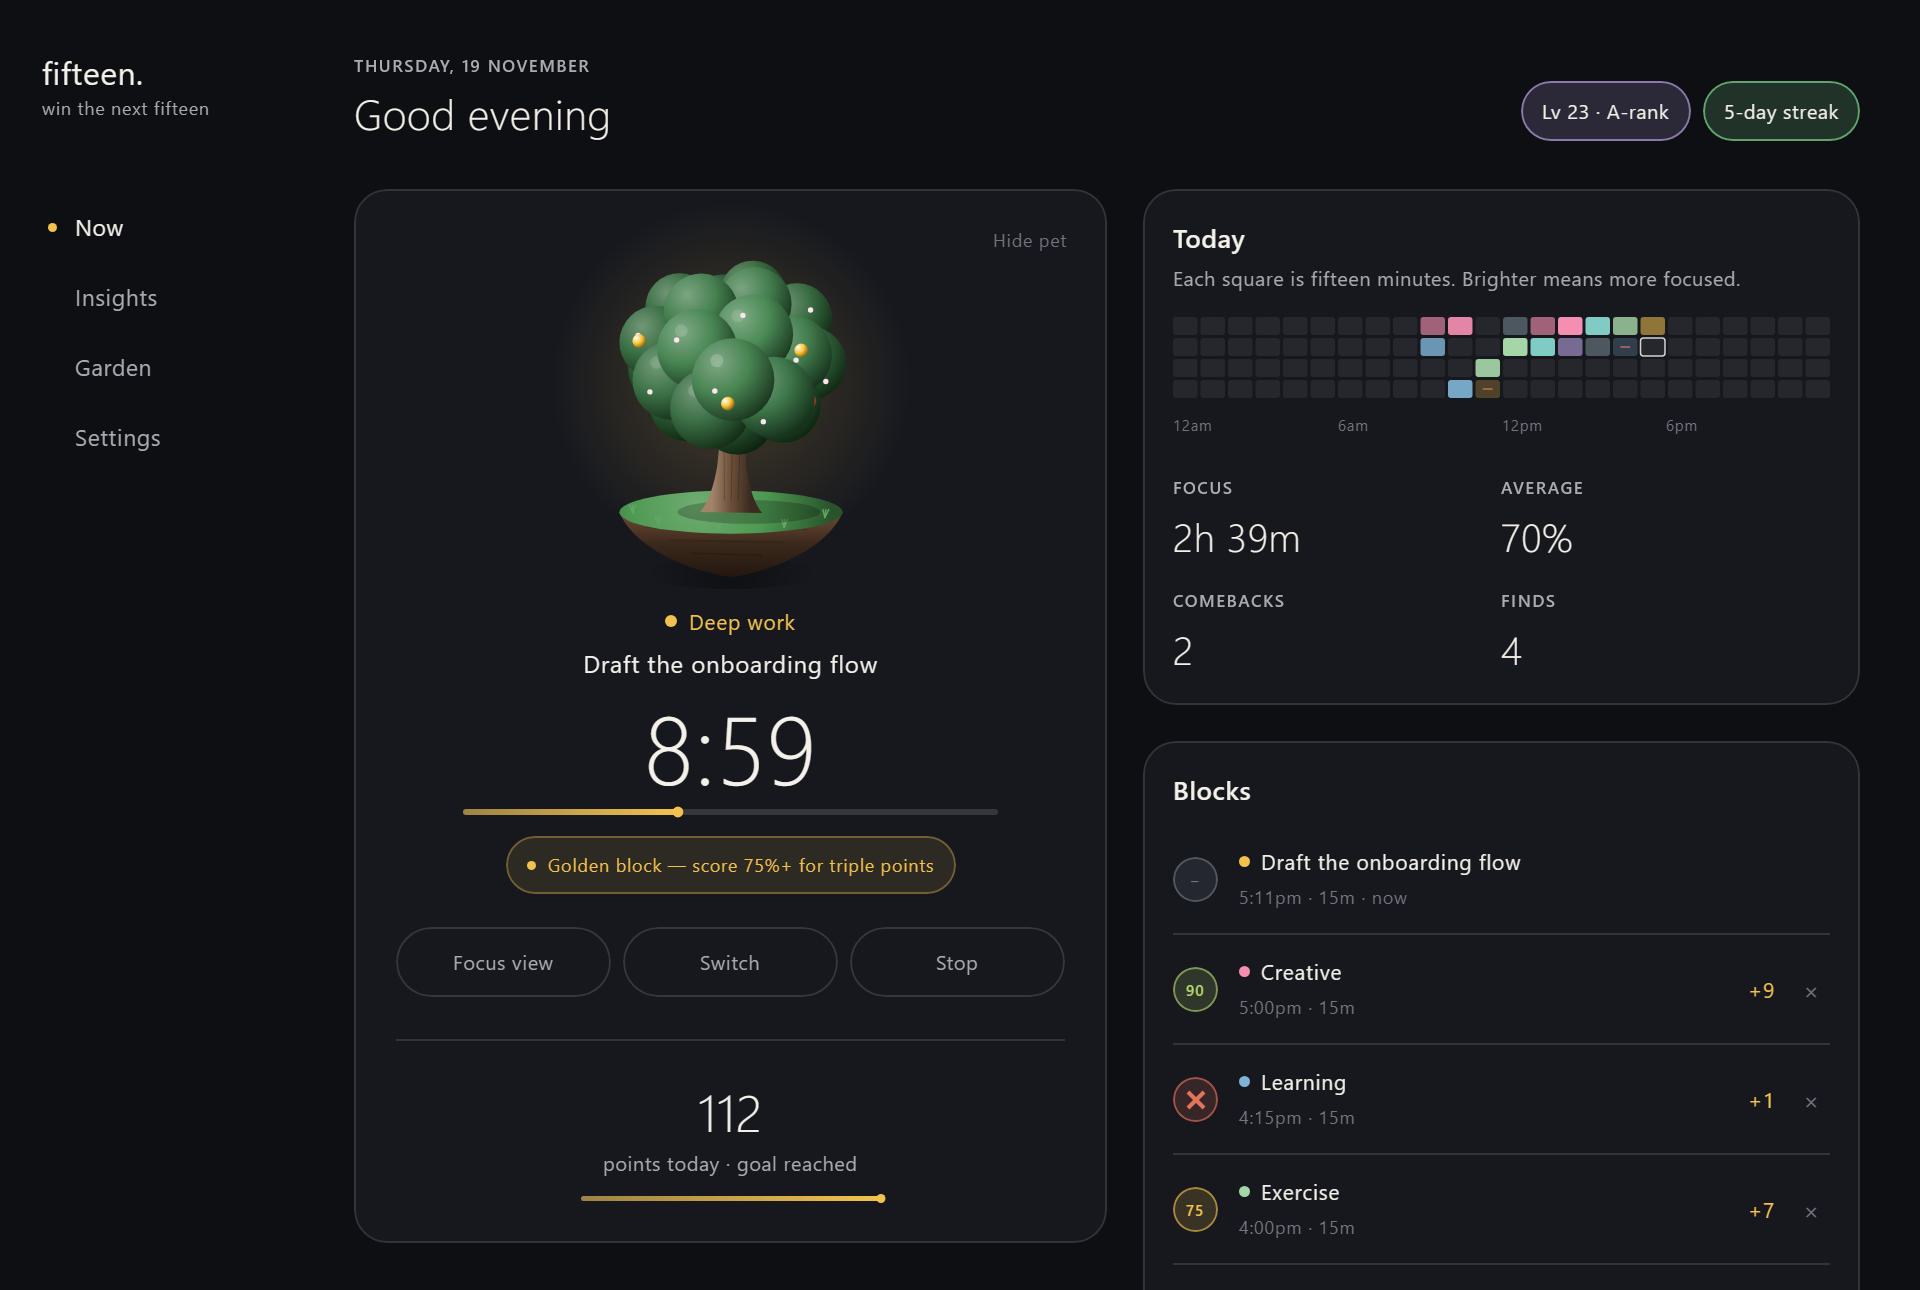 fifteen.
win the next fifteen
Now
Insights
Garden
Settings
THURSDAY, 19 NOVEMBER
Good evening
Lv 23 · A-rank
5-day streak
Hide pet
Deep work
Draft the onboarding flow
8:59
Golden block — score 75%+ for triple points
Focus view
Switch
Stop
112
points today · goal reached
Today
Each square is fifteen minutes. Brighter means more focused.
12am
6am
12pm
6pm
FOCUS
AVERAGE
2h 39m
70%
COMEBACKS
FINDS
2
4
Blocks
–
Draft the onboarding flow
5:11pm · 15m · now
90
Creative
5:00pm · 15m
+9
×
Learning
4:15pm · 15m
+1
×
75
Exercise
4:00pm · 15m
+7
×